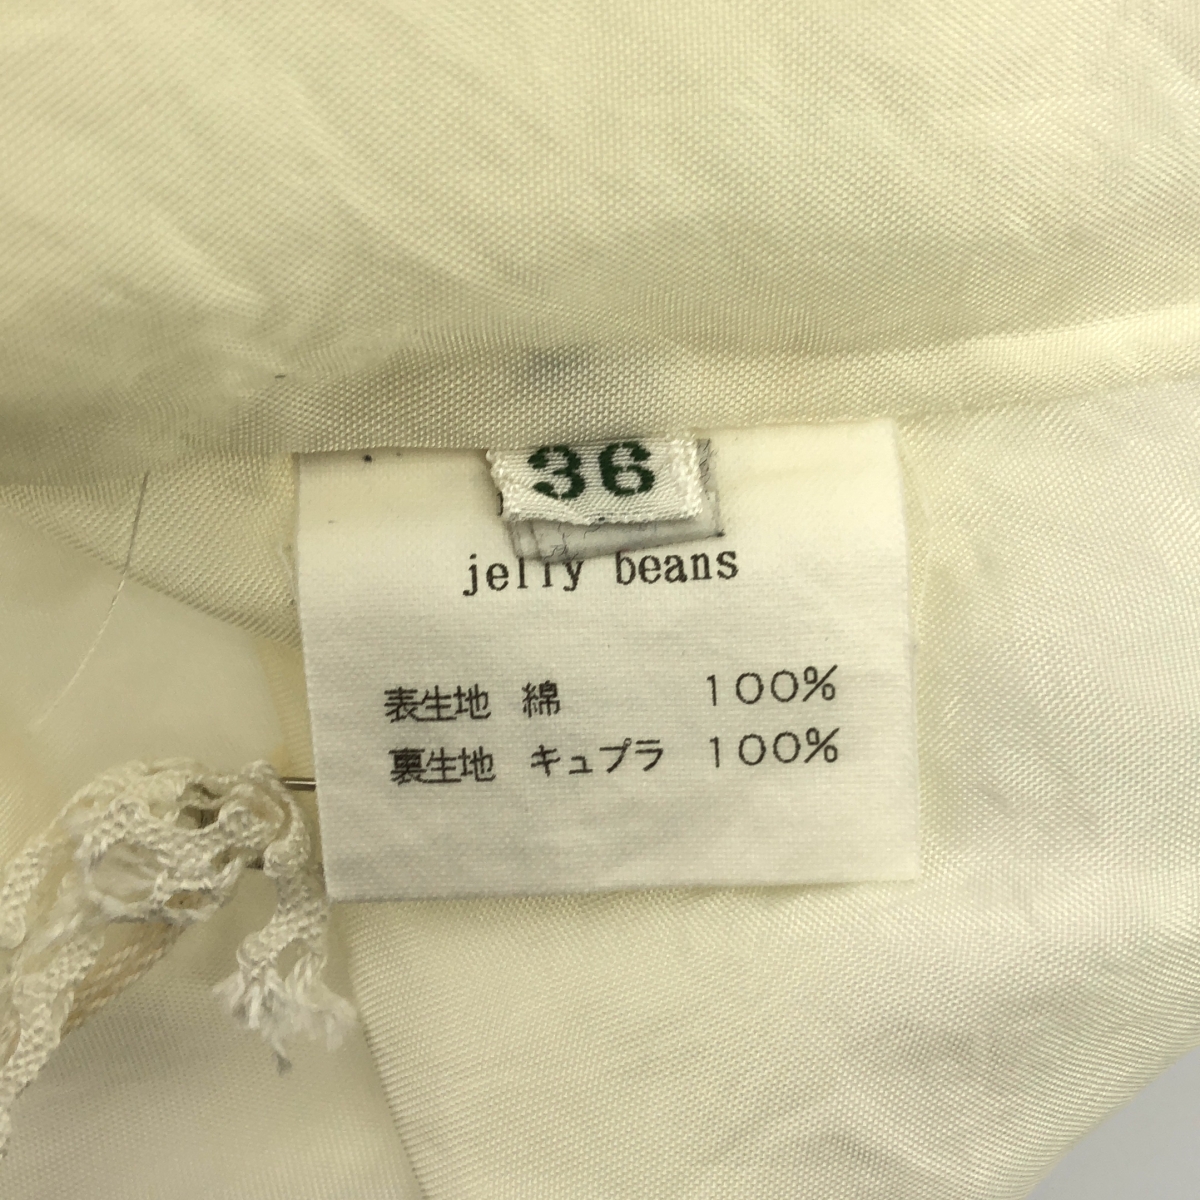 36
jelly beans
表生地 綿 100%
裏生地 キュプラ 100%